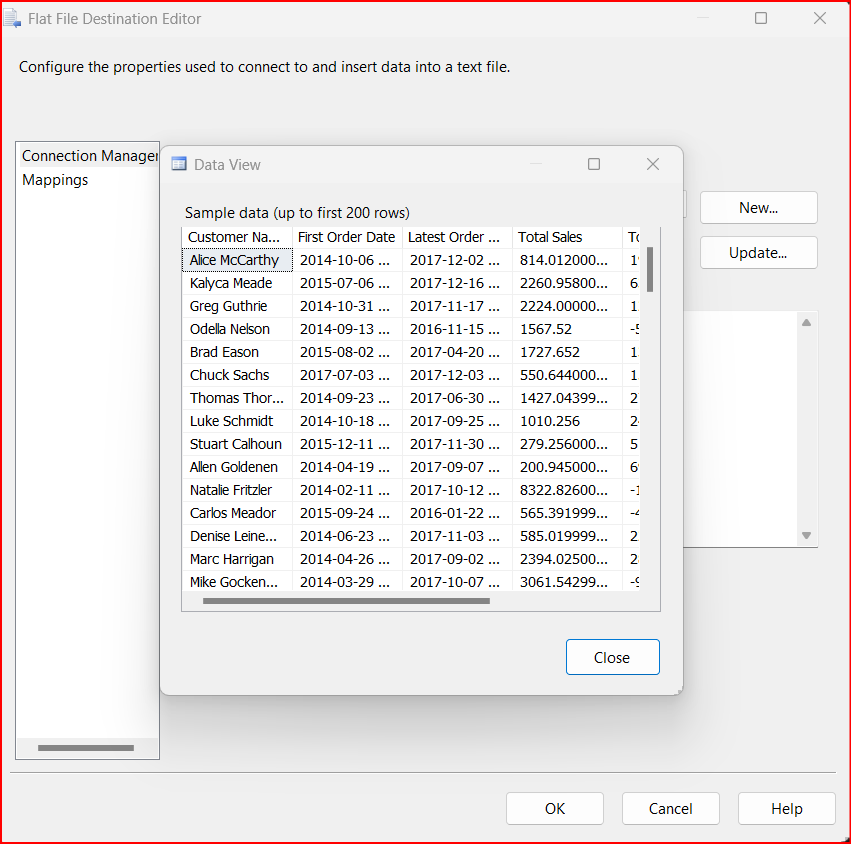 Flat File Destination Editor
Configure the properties used to connect to and insert data into a text file.
Connection Manager
Mappings
New...
Update...
Data View
Sample data (up to first 200 rows)
Customer Na... First Order Date Latest Order ... Total Sales To
Alice McCarthy 2014-10-06 ... 2017-12-02 ... 814.012000...
Kalyca Meade 2015-07-06 ... 2017-12-16 ... 2260.95800... 6
Greg Guthrie 2014-10-31 ... 2017-11-17 ... 2224.00000... 1
Odella Nelson 2014-09-13 ... 2016-11-15 ... 1567.52 -5
Brad Eason 2015-08-02 ... 2017-04-20 ... 1727.652 1
Chuck Sachs 2017-07-03 ... 2017-12-03 ... 550.644000... 1
Thomas Thor... 2014-09-23 ... 2017-06-30 ... 1427.04399... 2
Luke Schmidt 2014-10-18 ... 2017-09-25 ... 1010.256 2
Stuart Calhoun 2015-12-11 ... 2017-11-30 ... 279.256000... 5
Allen Goldenen 2014-04-19 ... 2017-09-07 ... 200.945000... 6
Natalie Fritzler 2014-02-11 ... 2017-10-12 ... 8322.82600... -1
Carlos Meador 2015-09-24 ... 2016-01-22 ... 565.391999... -4
Denise Leine... 2014-06-23 ... 2017-11-03 ... 585.019999... 2
Marc Harrigan 2014-04-26 ... 2017-09-02 ... 2394.02500... 2
Mike Gocken... 2014-03-29 ... 2017-10-07 ... 3061.54299... -9
Close
OK Cancel Help